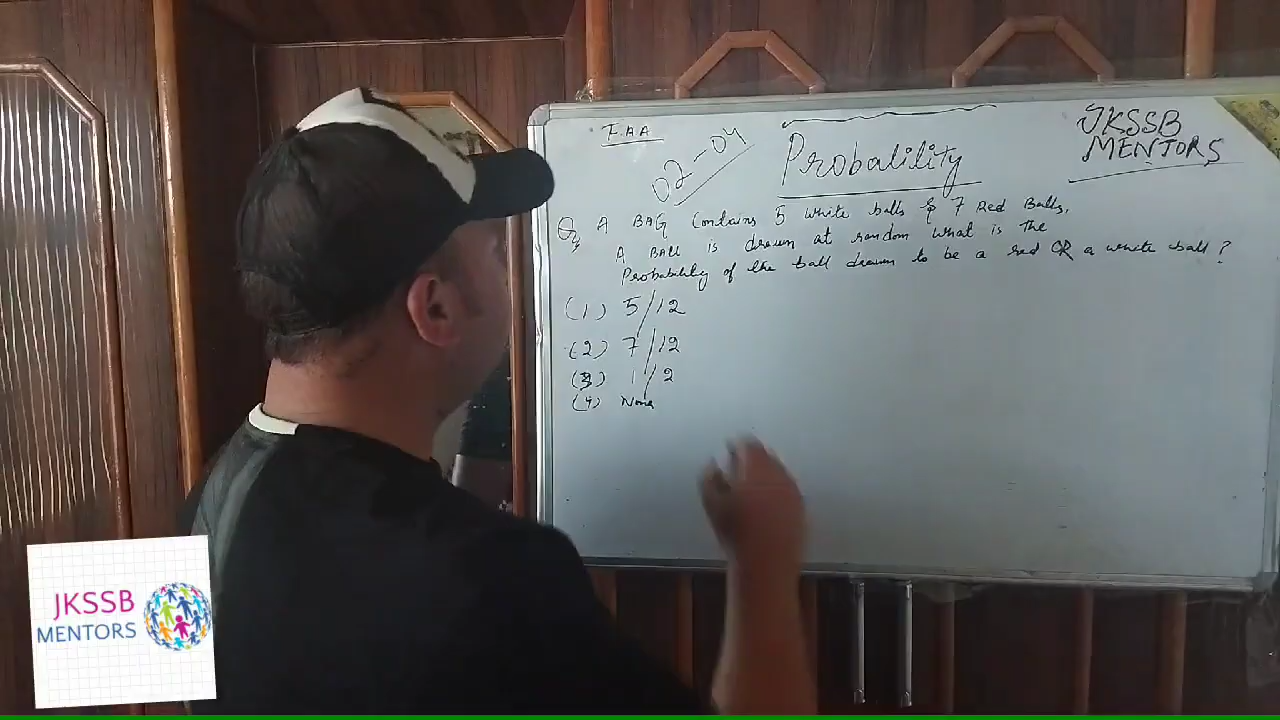 F.A.A
02-04
Probability
JKSSB
MENTORS
Q. A BAG Contains 5 white balls & 7 Red Balls,
A BALL is drawn at random what is the
Probability of the ball drawn to be a red OR a white ball?
(1) 5/12
(2) 7/12
(3) 1/2
(4) None
JKSSB
MENTORS